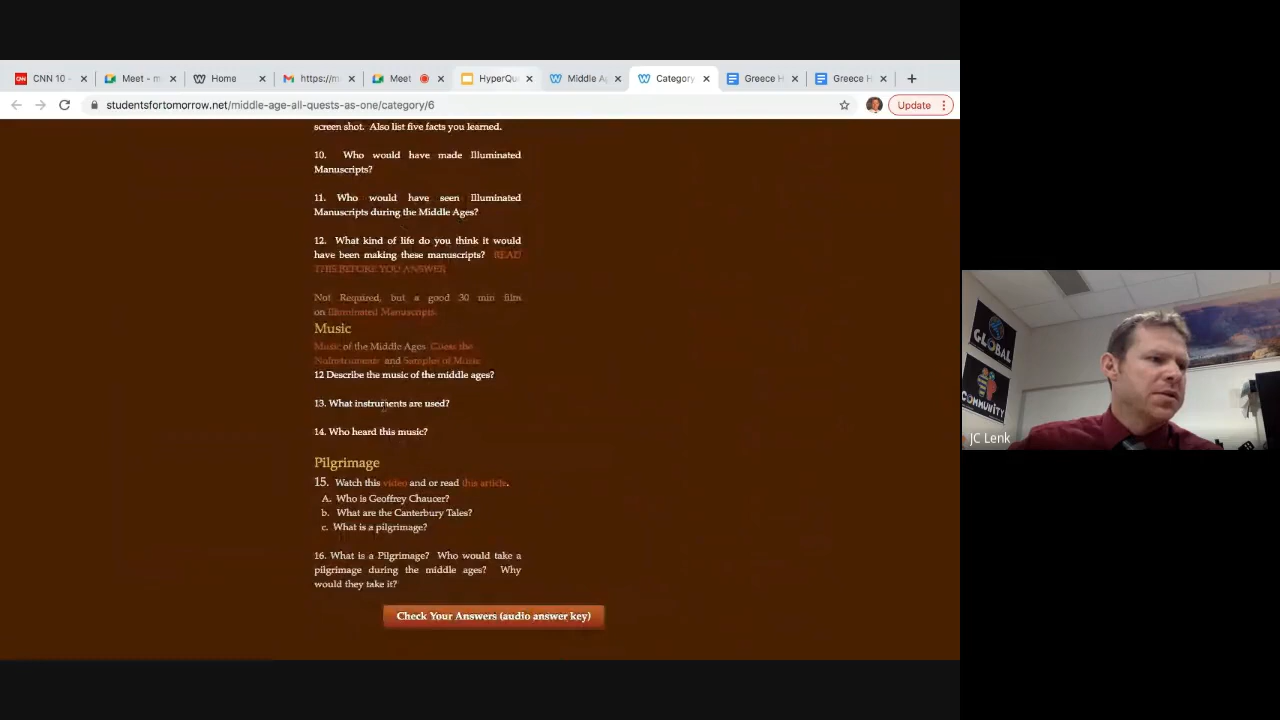 CNN 10 -
Meet - m
Home
https://m
Meet
HyperQu
Middle A
Category
Greece H
Greece H
studentsfortomorrow.net/middle-age-all-quests-as-one/category/6
Update
screen shot. Also list five facts you learned.
10. Who would have made Illuminated
Manuscripts?
11. Who would have seen Illuminated
Manuscripts during the Middle Ages?
12. What kind of life do you think it would
have been making these manuscripts? READ
THIS BEFORE YOU ANSWER
Not Required, but a good 30 min film
on Illuminated Manuscripts.
Music
Music of the Middle Ages Guess the
and Samples of Music
12 Describe the music of the middle ages?
13. What instruments are used?
14. Who heard this music?
Pilgrimage
15. Watch this video and or read this article.
A. Who is Geoffrey Chaucer?
b. What are the Canterbury Tales?
c. What is a pilgrimage?
16. What is a Pilgrimage? Who would take a
pilgrimage during the middle ages? Why
would they take it?
Check Your Answers (audio answer key)
GLOBAL
COMMUNITY
JC Lenk